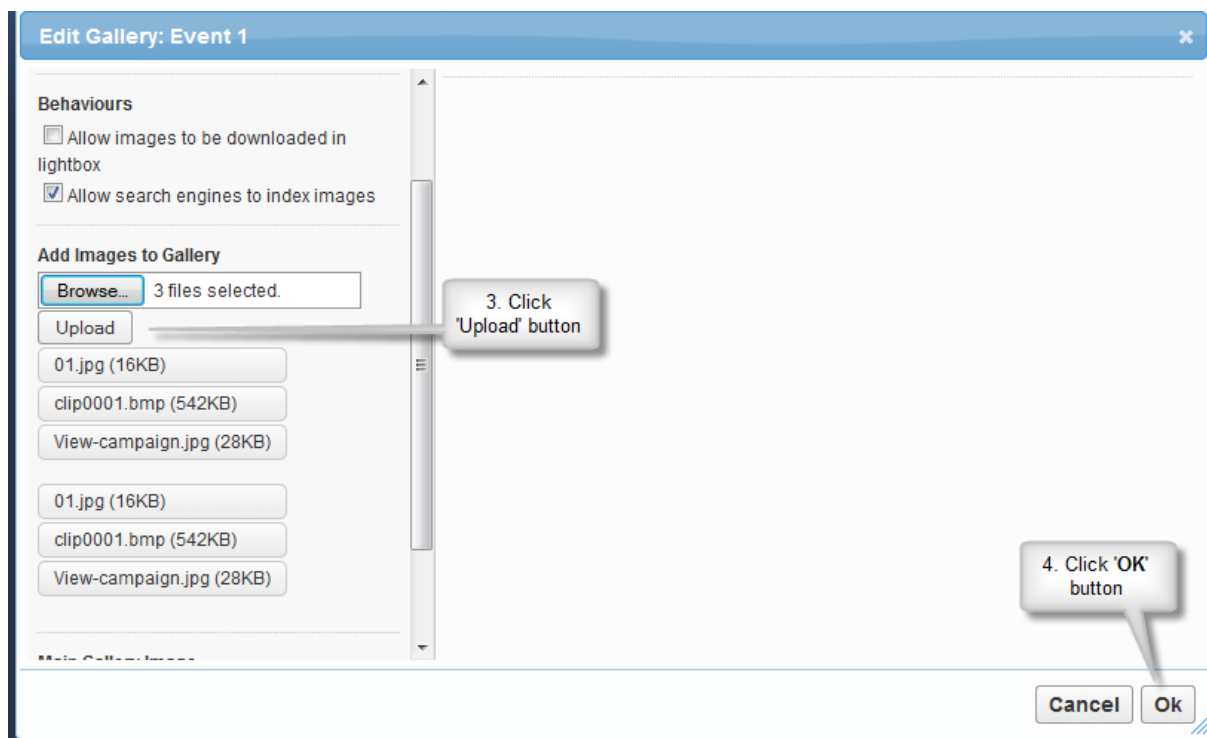 Edit Gallery: Event 1
Behaviours
Allow images to be downloaded in
lightbox
Allow search engines to index images
Add Images to Gallery
Browse... 3 files selected.
Upload
3. Click
'Upload' button
01.jpg (16KB)
clip0001.bmp (542KB)
View-campaign.jpg (28KB)
01.jpg (16KB)
clip0001.bmp (542KB)
View-campaign.jpg (28KB)
4. Click 'OK'
button
Main Gallery Image
Cancel Ok